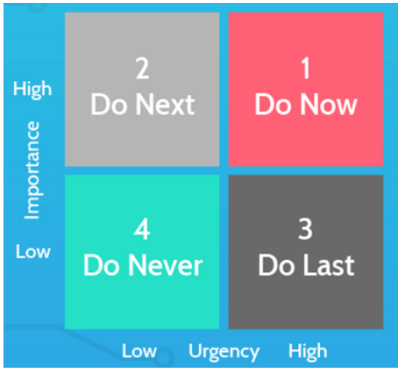 2
Do Next
1
Do Now
High
Importance
Low
4
Do Never
3
Do Last
Low Urgency High